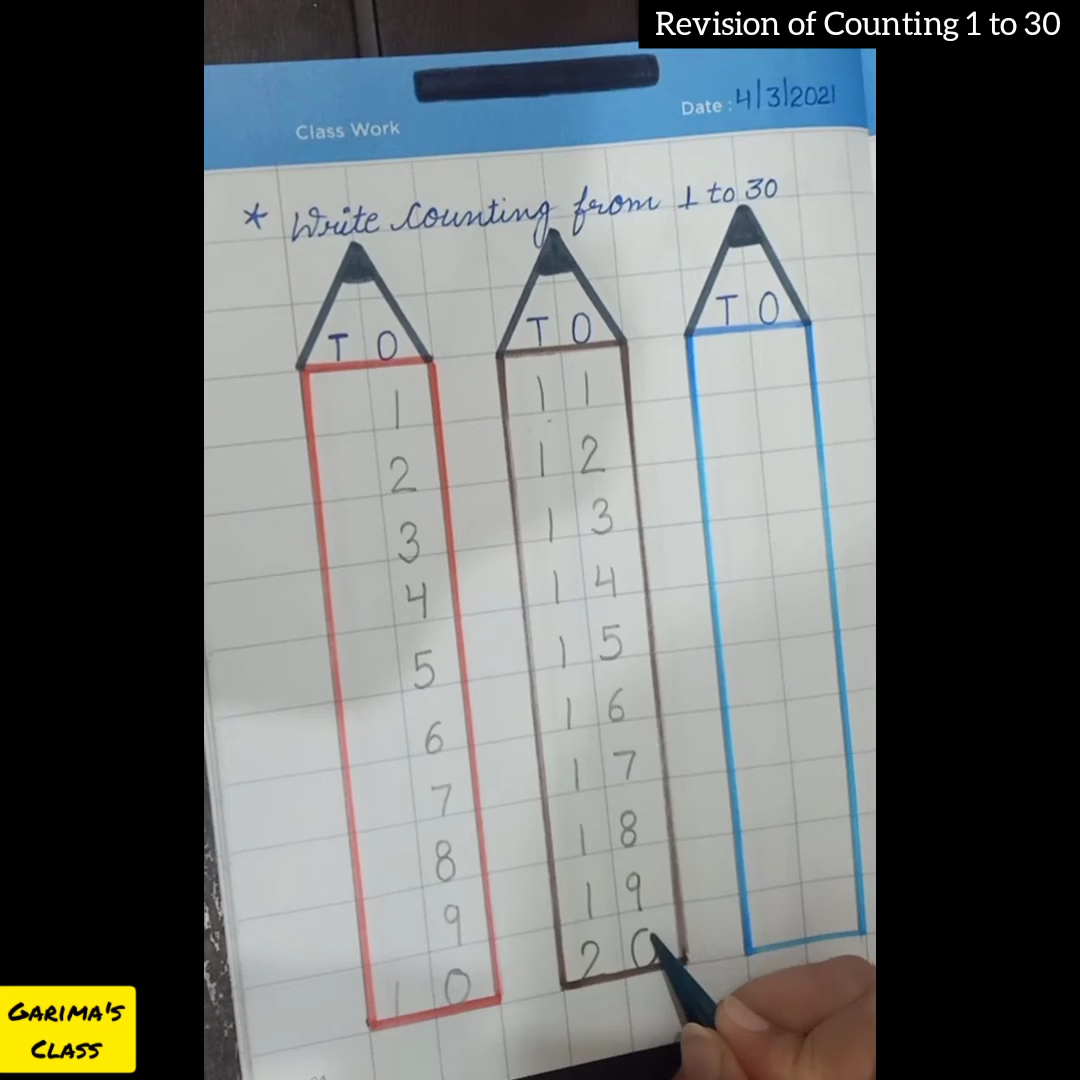 Revision of Counting 1 to 30
Class Work
Date : 4/3/2021
* Write Counting from 1 to 30
T O
1
2
3
4
5
6
7
8
9
1 0
T O
1 1
1 2
1 3
1 4
1 5
1 6
1 7
1 8
1 9
2 0
T O
GARIMA'S
CLASS